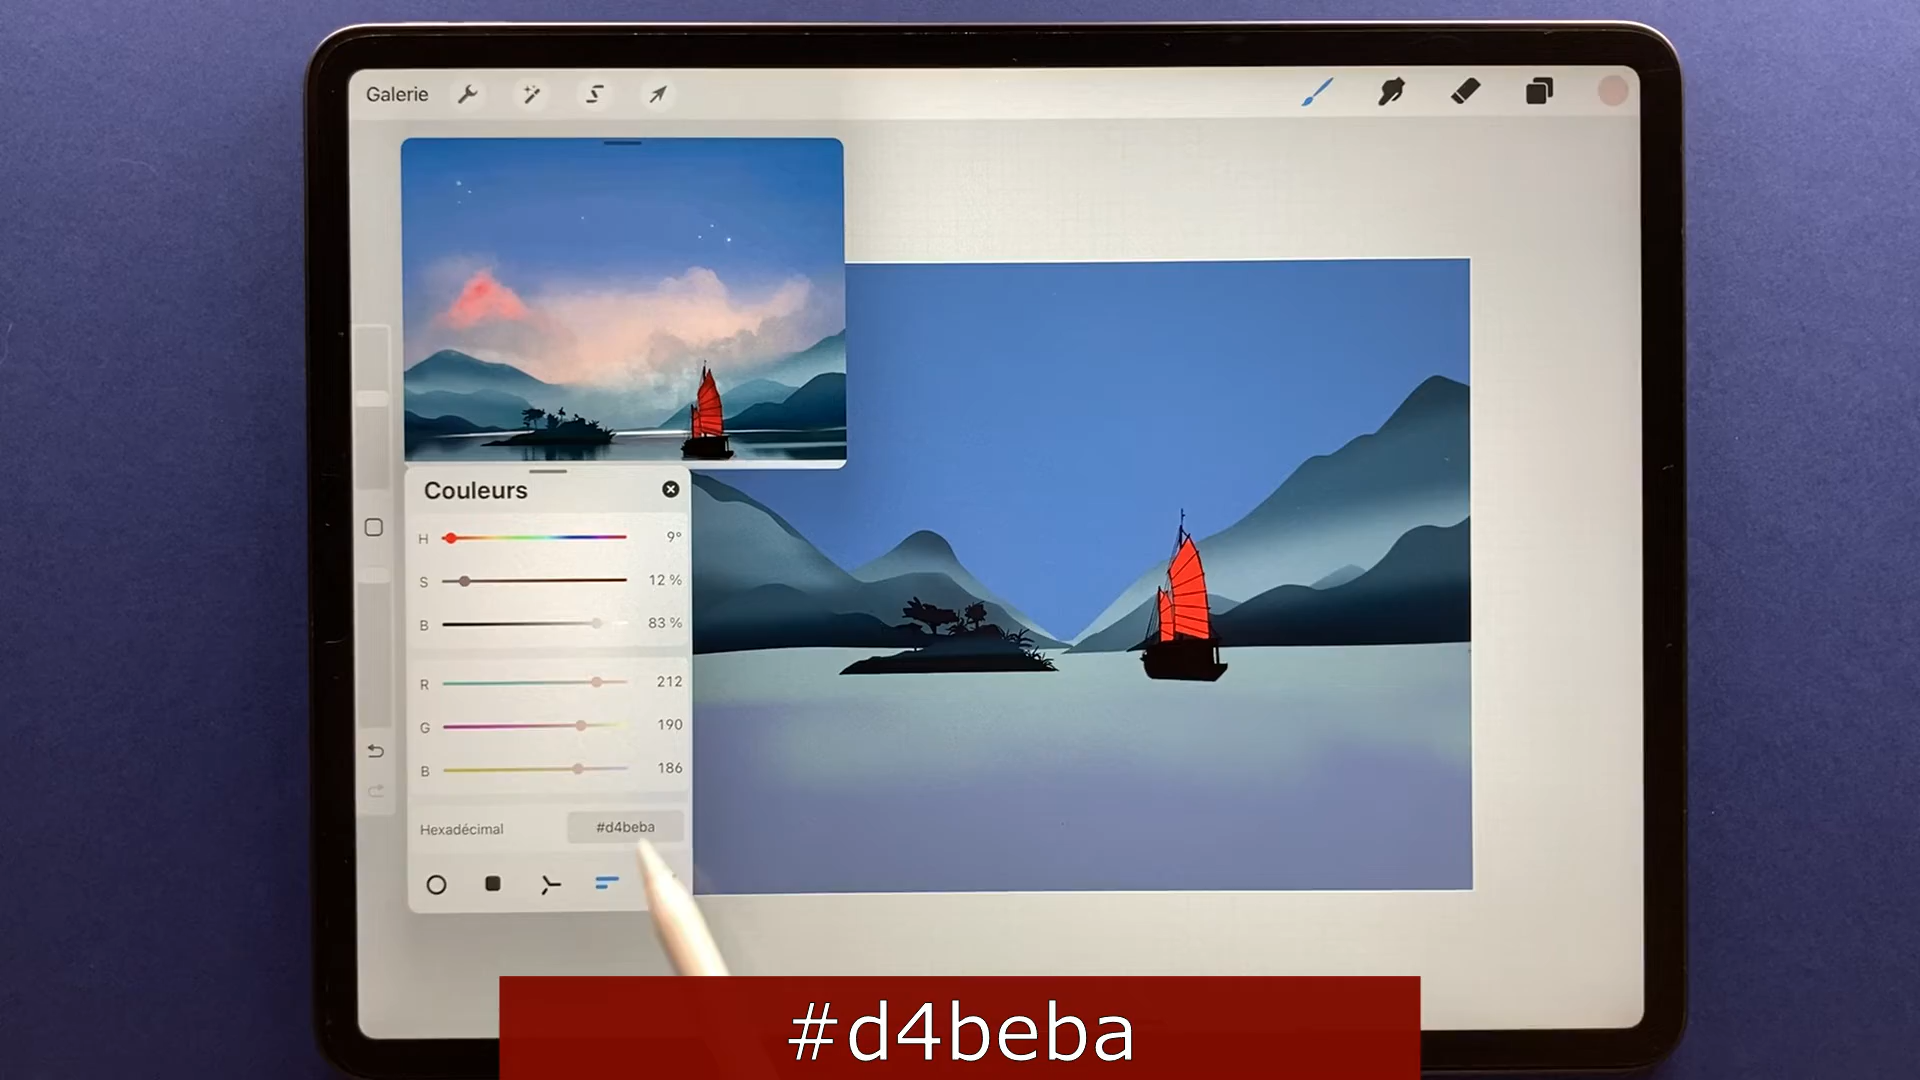 Galerie
Couleurs
H 9°
S 12 %
B 83 %
R 212
G 190
B 186
Hexadécimal #d4beba
#d4beba